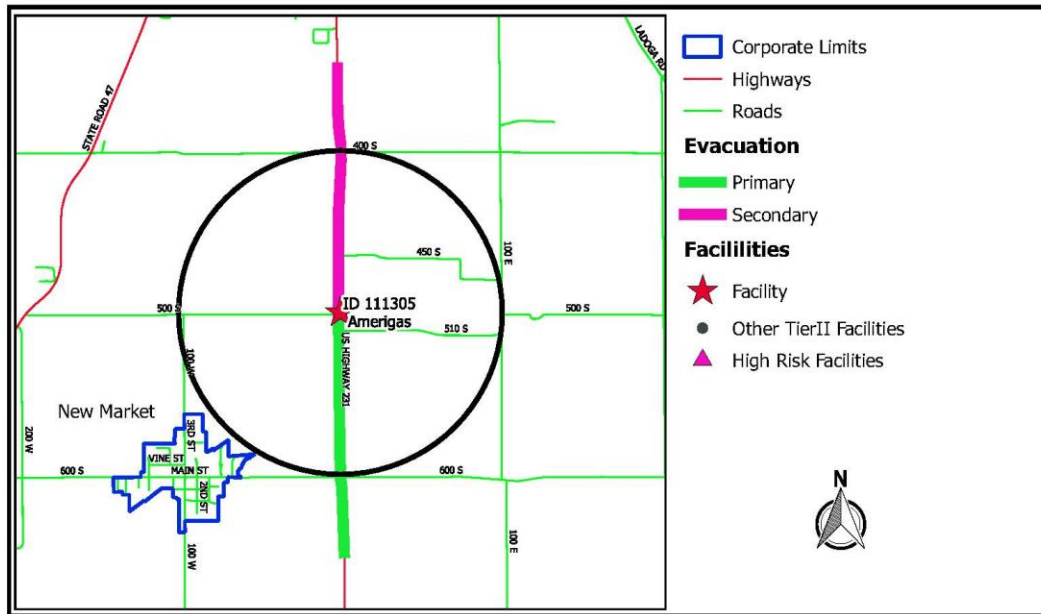 STATE ROAD 47
LADOGA RD
400 S
450 S
100 E
ID 111305
Amerigas
500 S
500 S
510 S
US HIGHWAY 231
100 W
New Market
200 W
3RD ST
VINE ST
MAIN ST
600 S
600 S
2ND ST
100 W
100 E
Corporate Limits
Highways
Roads
Evacuation
Primary
Secondary
Facililities
Facility
Other TierII Facilities
High Risk Facilities
N